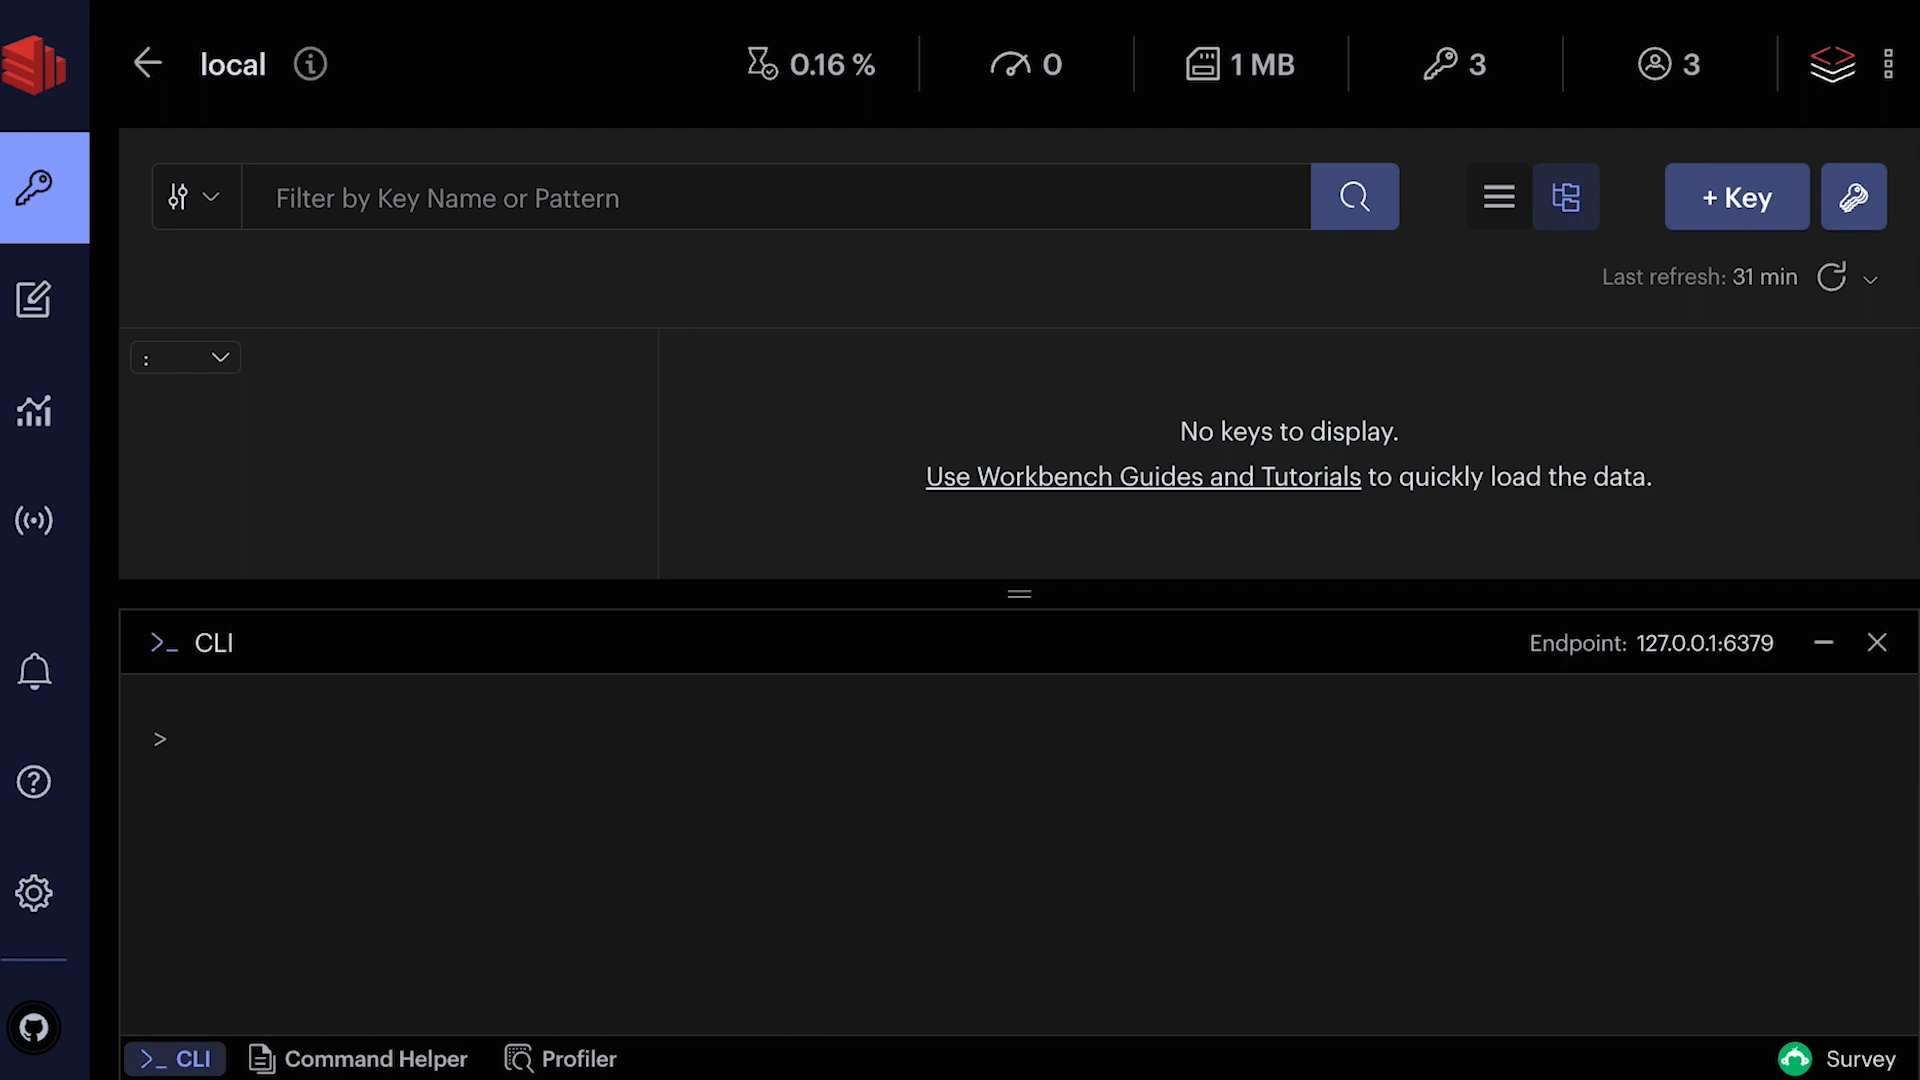 local
0.16 %
0
1 MB
3
3
Filter by Key Name or Pattern
+ Key
Last refresh: 31 min
:
No keys to display.
Use Workbench Guides and Tutorials to quickly load the data.
>_ CLI
Endpoint: 127.0.0.1:6379
>
>_ CLI
Command Helper
Profiler
Survey